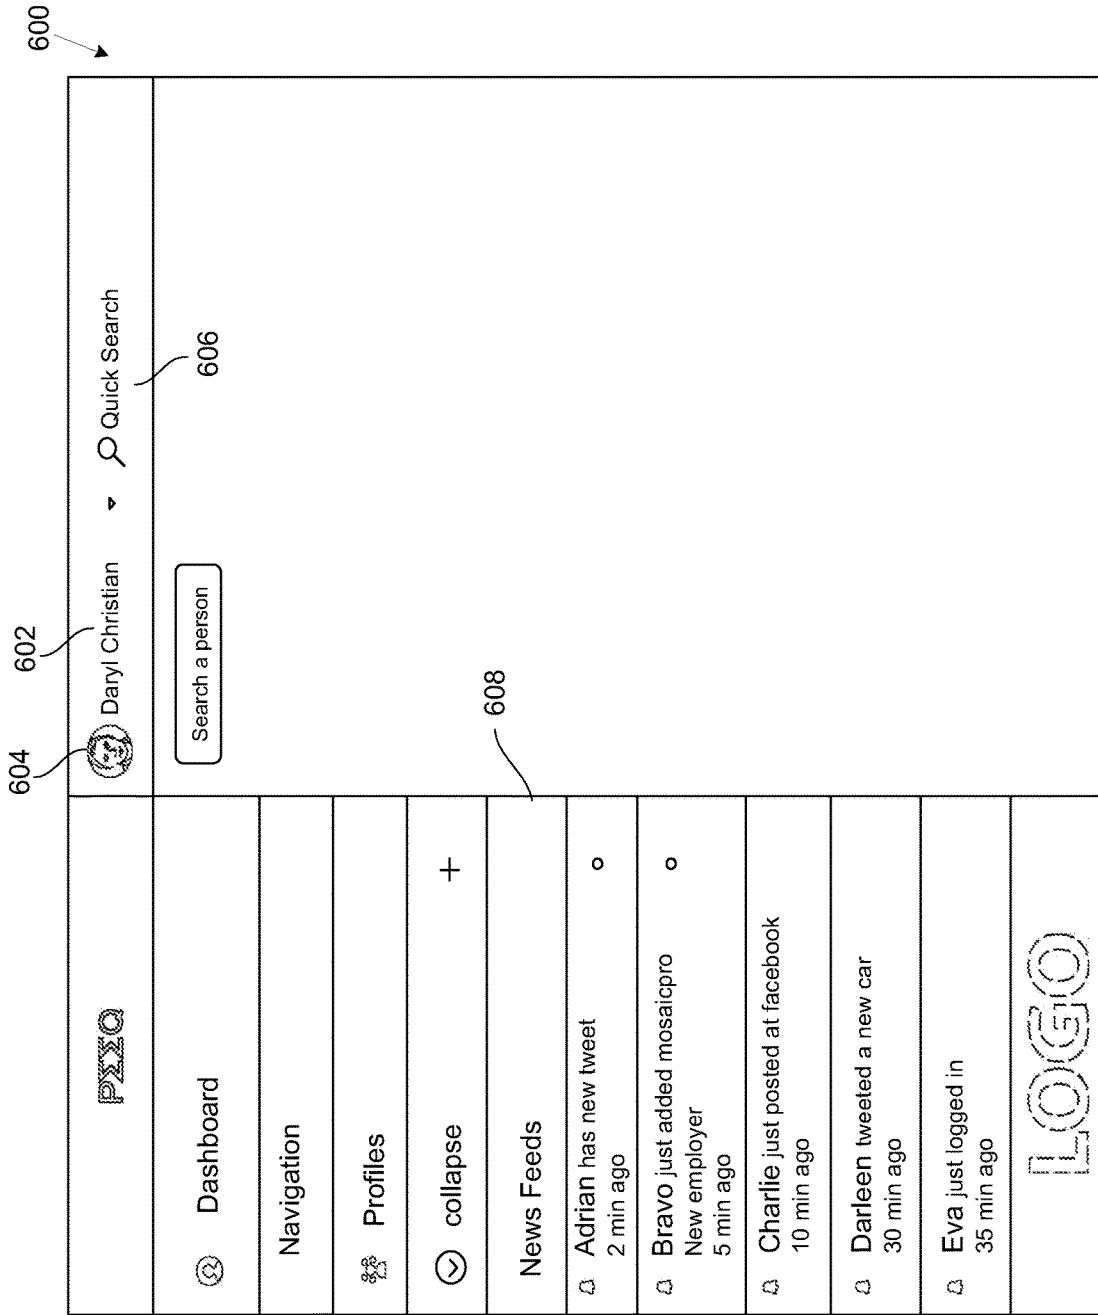 600
PΣΣQ
604
Daryl Christian
602
Quick Search
606
Dashboard
Search a person
Navigation
Profiles
collapse
+
News Feeds
608
Adrian has new tweet
2 min ago
Bravo just added mosaicpro
New employer
5 min ago
Charlie just posted at facebook
10 min ago
Darleen tweeted a new car
30 min ago
Eva just logged in
35 min ago
LOGO